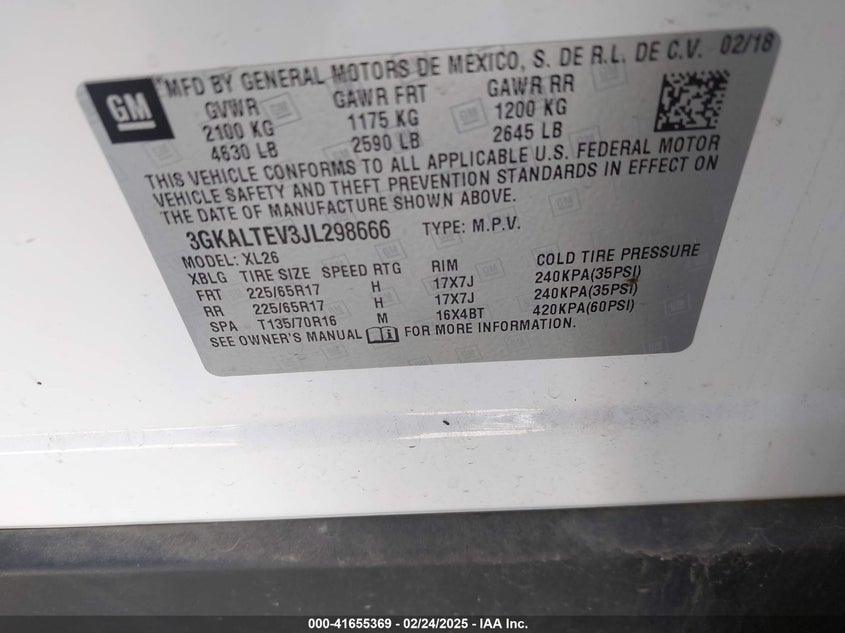 GM
MFD BY GENERAL MOTORS DE MEXICO, S. DE R.L. DE C.V. 02/18
GVWR GAWR FRT GAWR RR
2100 KG 1175 KG 1200 KG
4630 LB 2590 LB 2645 LB
THIS VEHICLE CONFORMS TO ALL APPLICABLE U.S. FEDERAL MOTOR
VEHICLE SAFETY AND THEFT PREVENTION STANDARDS IN EFFECT ON
THE DATE OF MANUFACTURE SHOWN ABOVE.
3GKALTEV3JL298666 TYPE: M.P.V.
MODEL: XL26
XBLG TIRE SIZE SPEED RTG RIM COLD TIRE PRESSURE
FRT 225/65R17 H 17X7J 240KPA(35PSI)
RR 225/65R17 H 17X7J 240KPA(35PSI)
SPA T135/70R16 M 16X4BT 420KPA(60PSI)
SEE OWNER'S MANUAL FOR MORE INFORMATION.
000-41655369 - 02/24/2025 - IAA Inc.